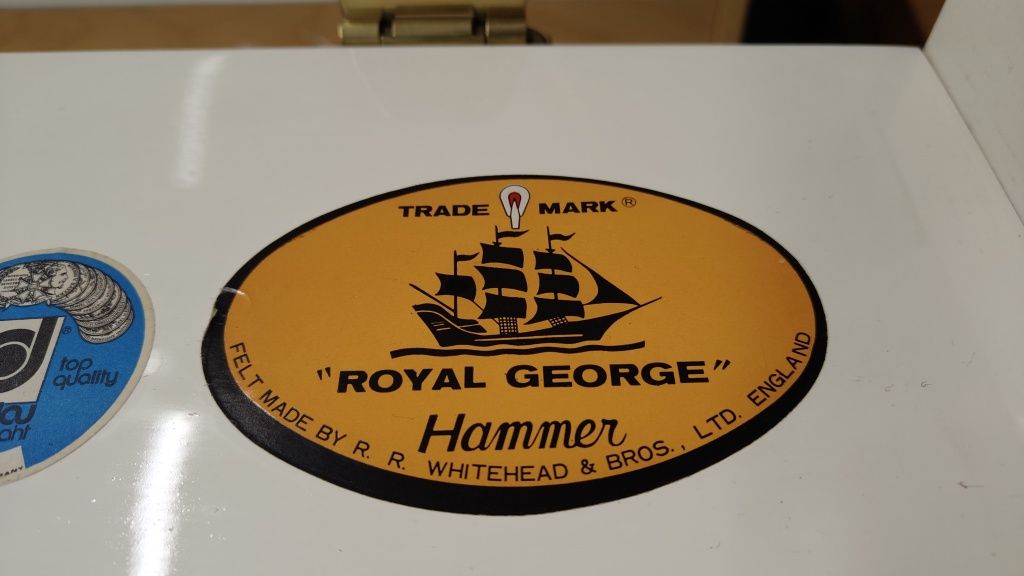 TRADE MARK ®
"ROYAL GEORGE"
Hammer
FELT MADE BY R. R. WHITEHEAD & BROS., LTD. ENGLAND
®
top
quality